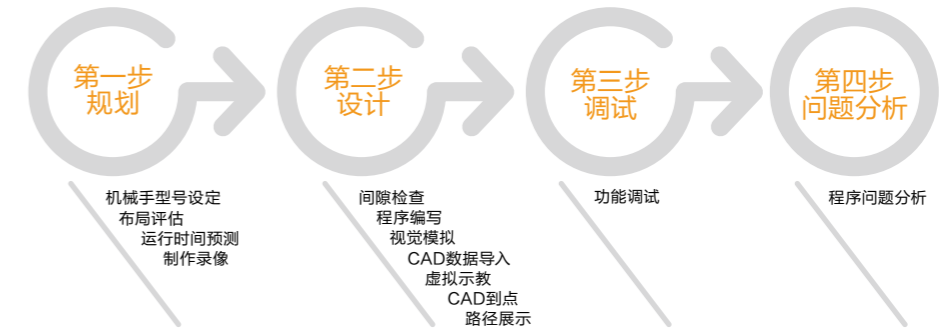 第一步
规划
第二步
设计
第三步
调试
第四步
问题分析
机械手型号设定
布局评估
运行时间预测
制作录像
间隙检查
程序编写
视觉模拟
CAD数据导入
虚拟示教
CAD到点
路径展示
功能调试
程序问题分析